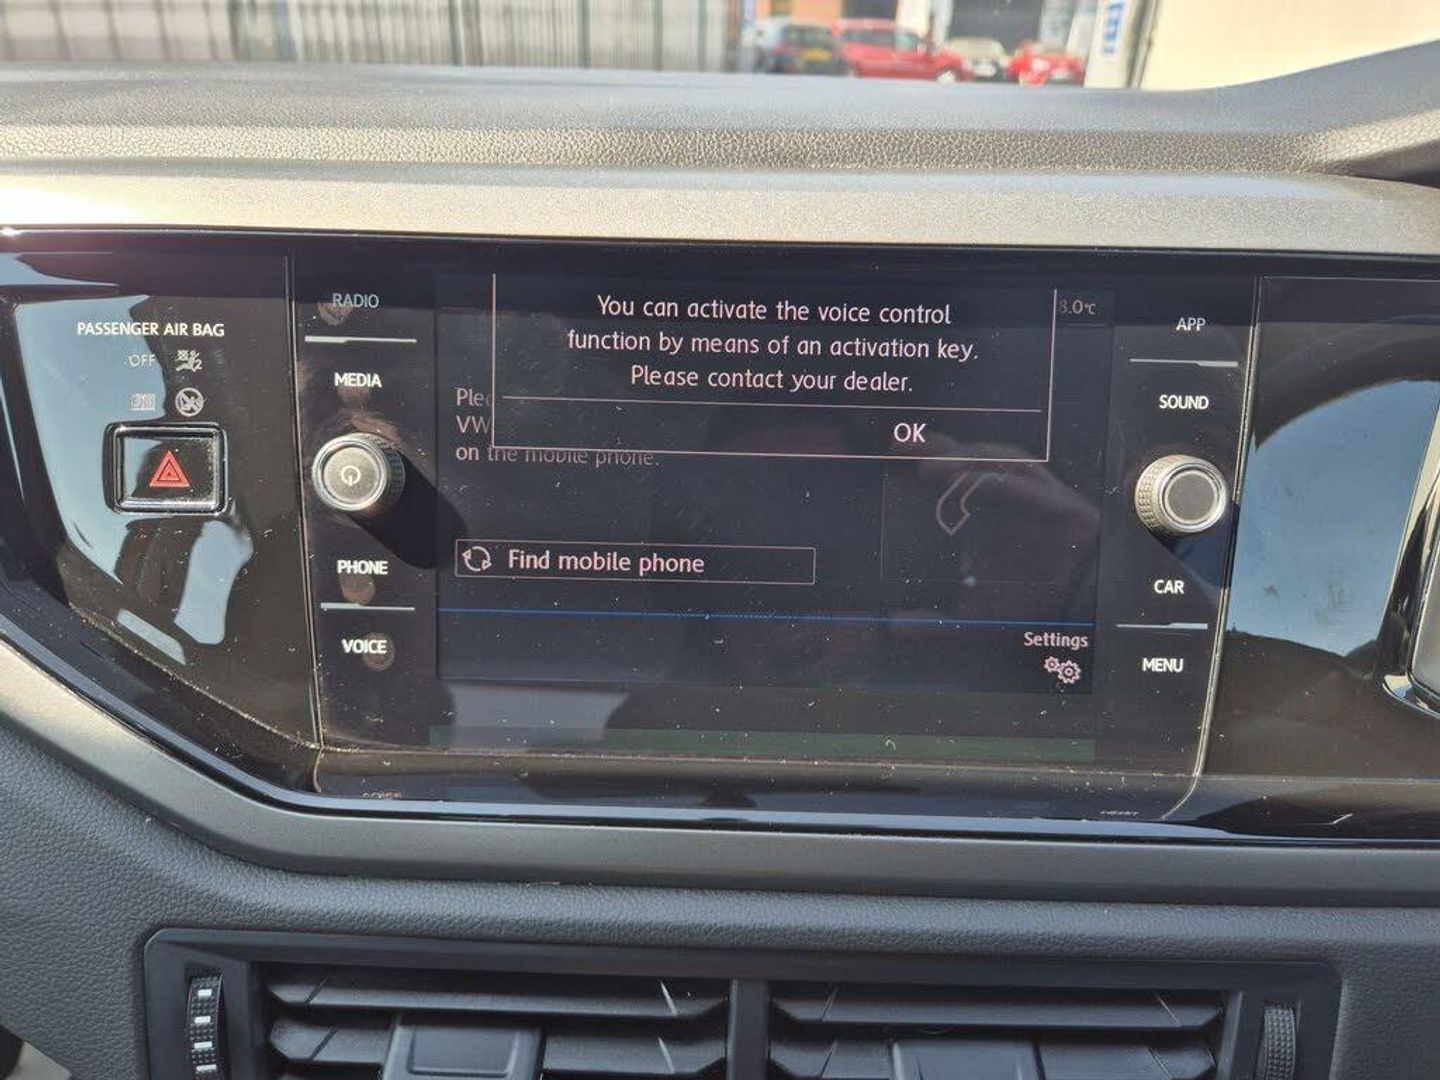 RADIO
MEDIA
PHONE
VOICE
PASSENGER AIR BAG
OFF
You can activate the voice control
function by means of an activation key.
Please contact your dealer.
OK
VW
on the mobile phone.
Find mobile phone
Settings
APP
SOUND
CAR
MENU